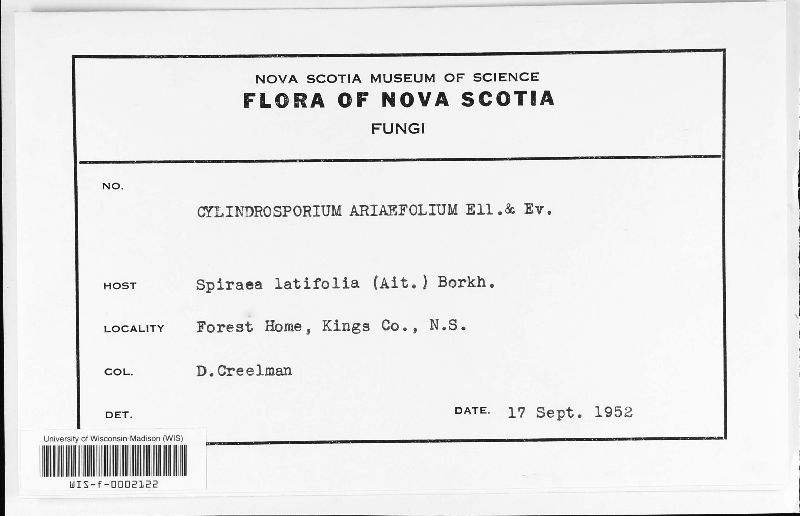 NOVA SCOTIA MUSEUM OF SCIENCE
FLORA OF NOVA SCOTIA
FUNGI
NO.
CYLINDROSPORIUM ARIAEFOLIUM Ell.& Ev.
HOST Spiraea latifolia (Ait.) Borkh.
LOCALITY Forest Home, Kings Co., N.S.
COL. D.Creelman
DET. DATE. 17 Sept. 1952
University of Wisconsin-Madison (WIS)
WIS-f-0002122